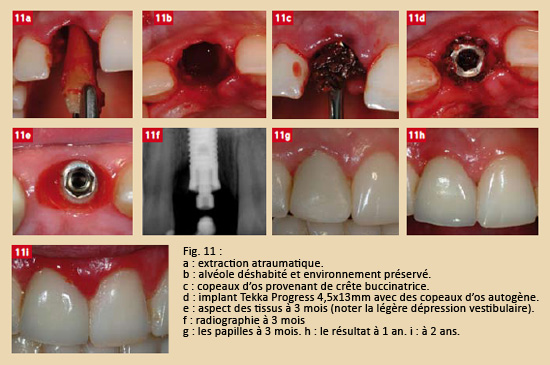 11a
11b
11c
11d
11e
11f
11g
11h
11i
Fig. 11 :
a : extraction atraumatique.
b : alvéole déshabité et environnement préservé.
c : copeaux d'os provenant de crête buccinatrice.
d : implant Tekka Progress 4,5x13mm avec des copeaux d'os autogène.
e : aspect des tissus à 3 mois (noter la légère dépression vestibulaire).
f : radiographie à 3 mois
g : les papilles à 3 mois. h : le résultat à 1 an. i : à 2 ans.